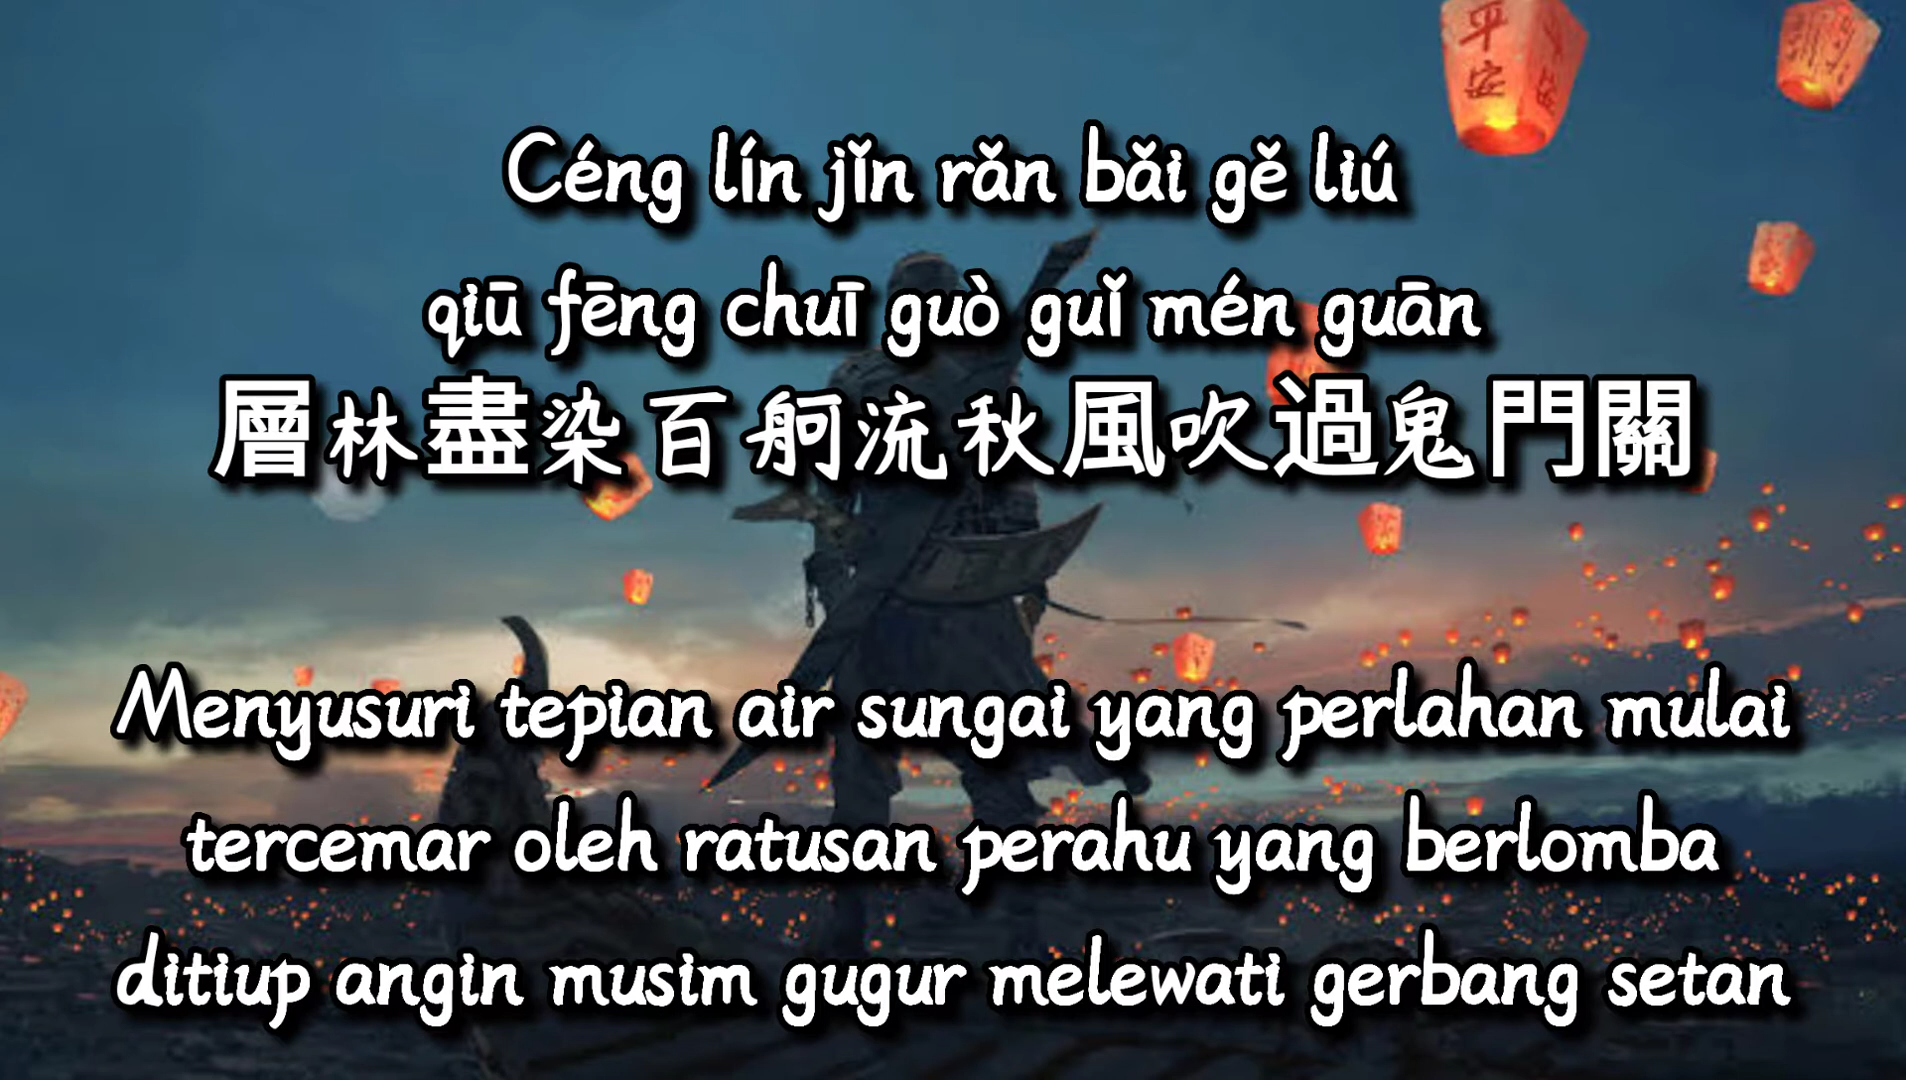 Céng lín jǐn rǎn bǎi gě liú
qiū fēng chuī guò guǐ mén guān
層林盡染百舸流秋風吹過鬼門關
Menyusuri tepian air sungai yang perlahan mulai
tercemar oleh ratusan perahu yang berlomba
ditiup angin musim gugur melewati gerbang setan
平安